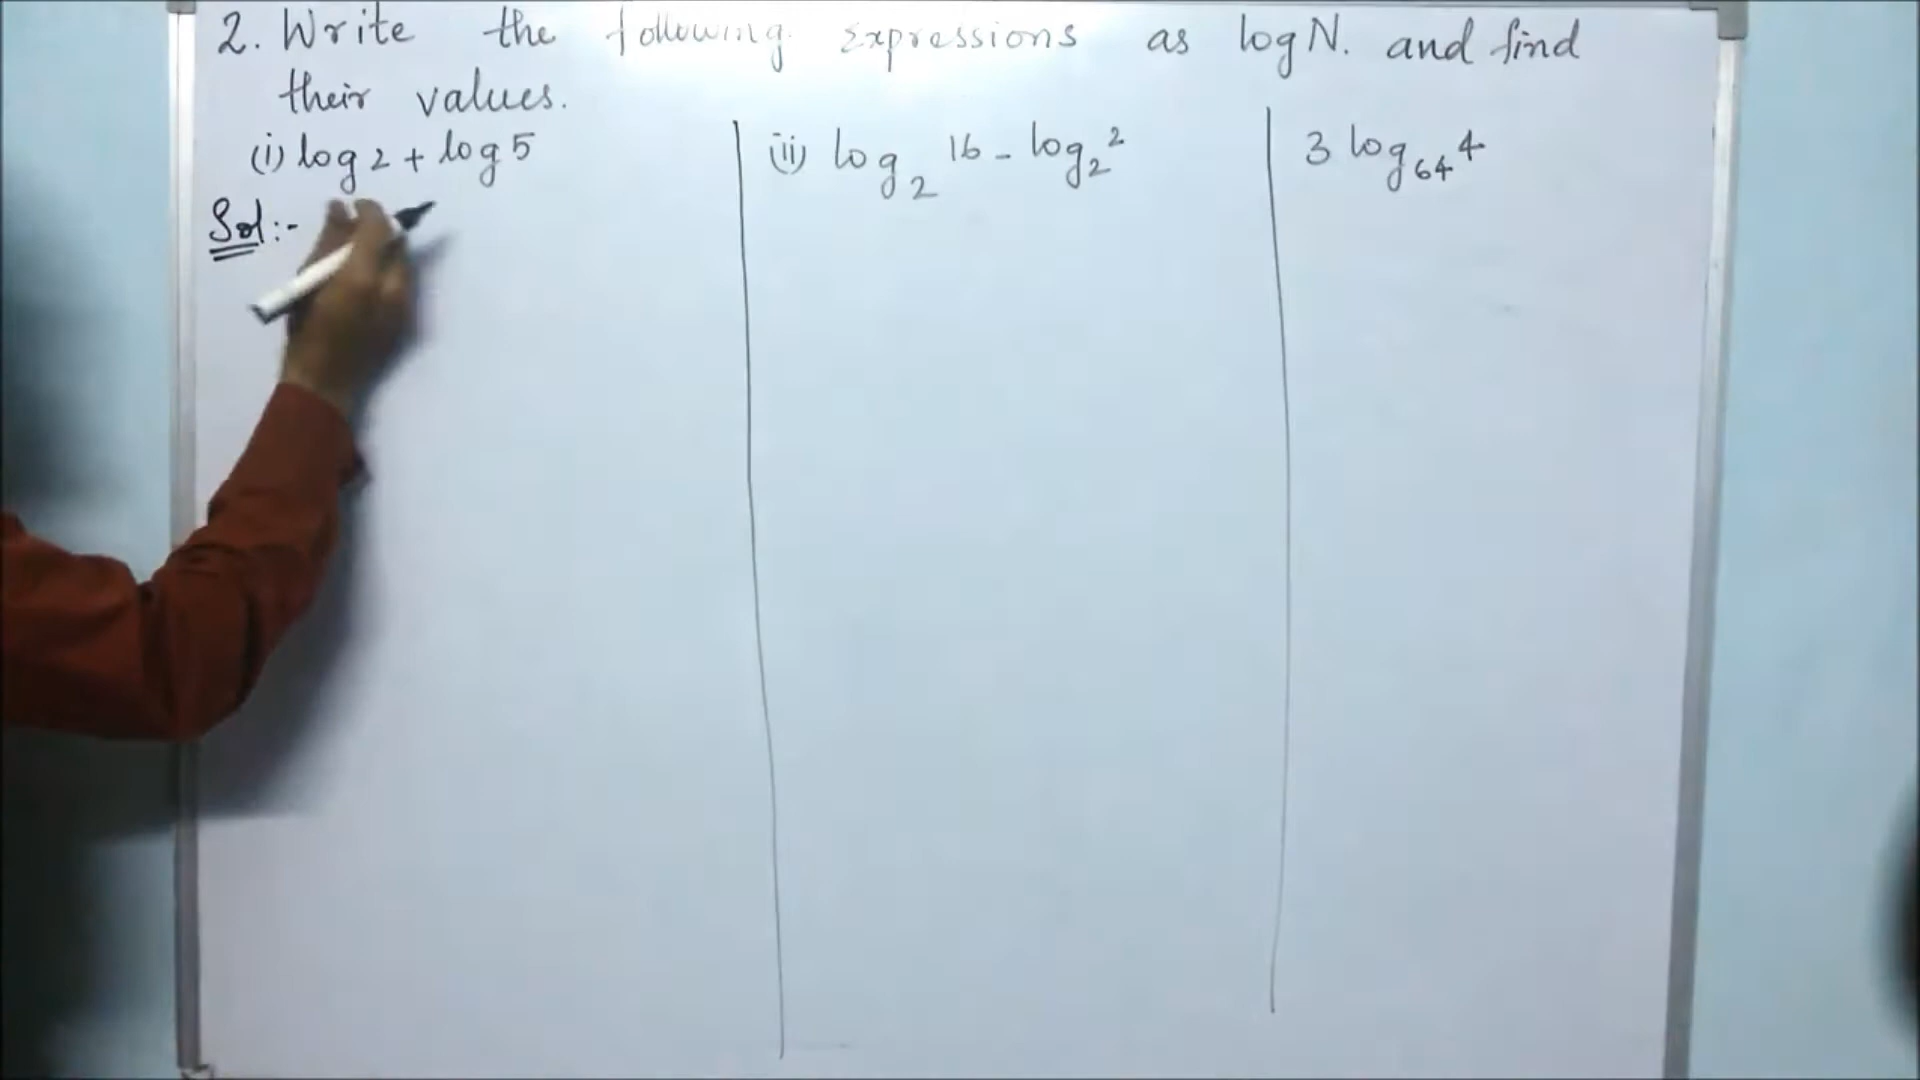 2. Write the following Expressions as log N. and find
their values.
(i) log 2 + log 5
(ii) log₂ 16 - log₂ 2
3 log₆₄ 4
Sol:-